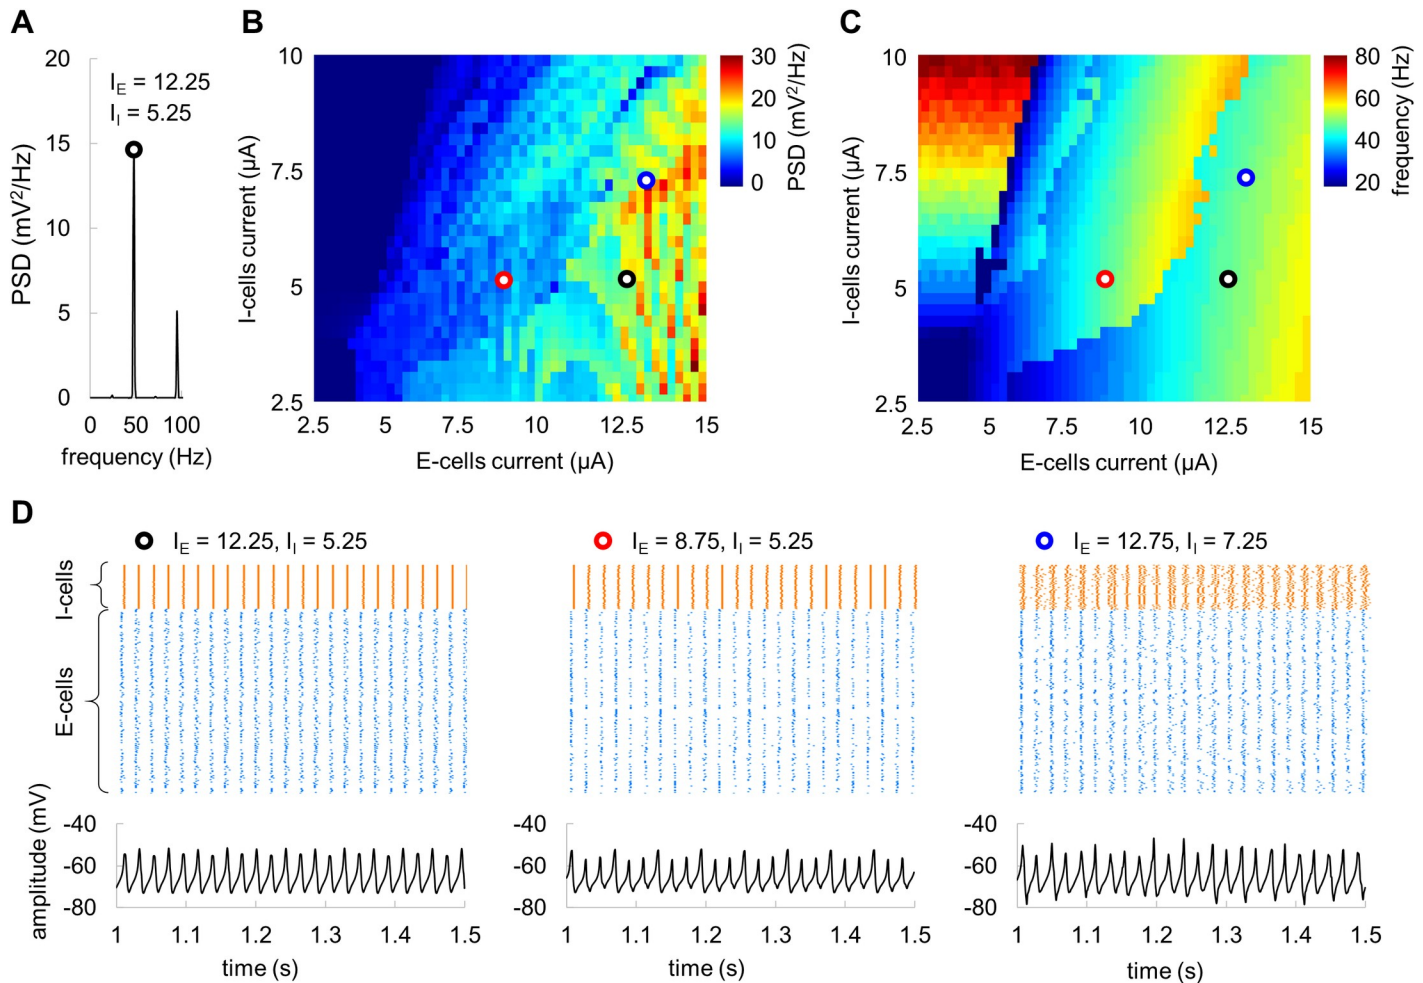 A
20
15
10
5
0
PSD (mV²/Hz)
I_E = 12.25
I_I = 5.25
0 50 100
frequency (Hz)
B
10
7.5
5
2.5
I-cells current (µA)
2.5 5 7.5 10 12.5 15
E-cells current (µA)
30
20
10
0
PSD (mV²/Hz)
C
10
7.5
5
2.5
I-cells current (µA)
2.5 5 7.5 10 12.5 15
E-cells current (µA)
80
60
40
20
frequency (Hz)
D
I_E = 12.25, I_I = 5.25
I_E = 8.75, I_I = 5.25
I_E = 12.75, I_I = 7.25
I-cells
E-cells
amplitude (mV)
-40
-60
-80
1 1.1 1.2 1.3 1.4 1.5
time (s)
-40
-60
-80
1 1.1 1.2 1.3 1.4 1.5
time (s)
-40
-60
-80
1 1.1 1.2 1.3 1.4 1.5
time (s)